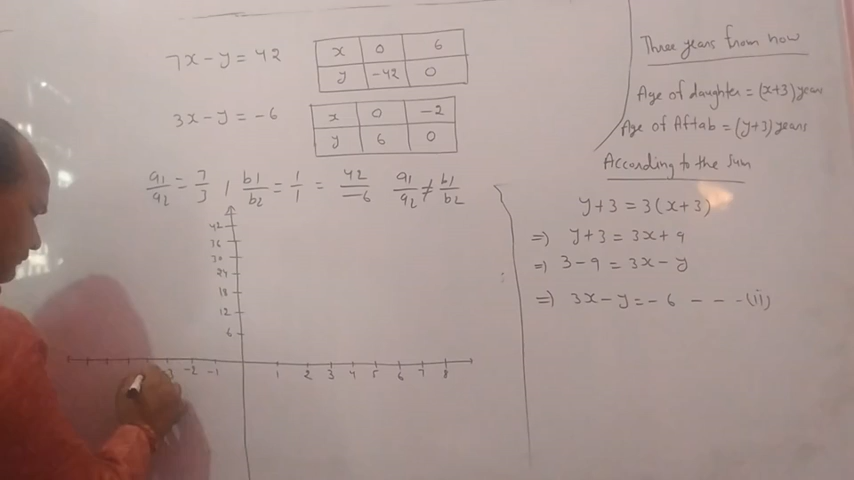 7x - y = 42
x 0 6
y -42 0
3x - y = -6
x 0 -2
y 6 0
a1/a2 = 7/3 , b1/b2 = 1/1 = 42/-6 a1/a2 ≠ b1/b2
42
36
30
24
18
12
6
-3 -2 -1 1 2 3 4 5 6 7 8
Three years from now
Age of daughter = (x+3) years
Age of Aftab = (y+3) years
According to the sum
y + 3 = 3(x+3)
⇒) y + 3 = 3x + 9
⇒) 3 - 9 = 3x - y
⇒) 3x - y = - 6 - - - (ii)